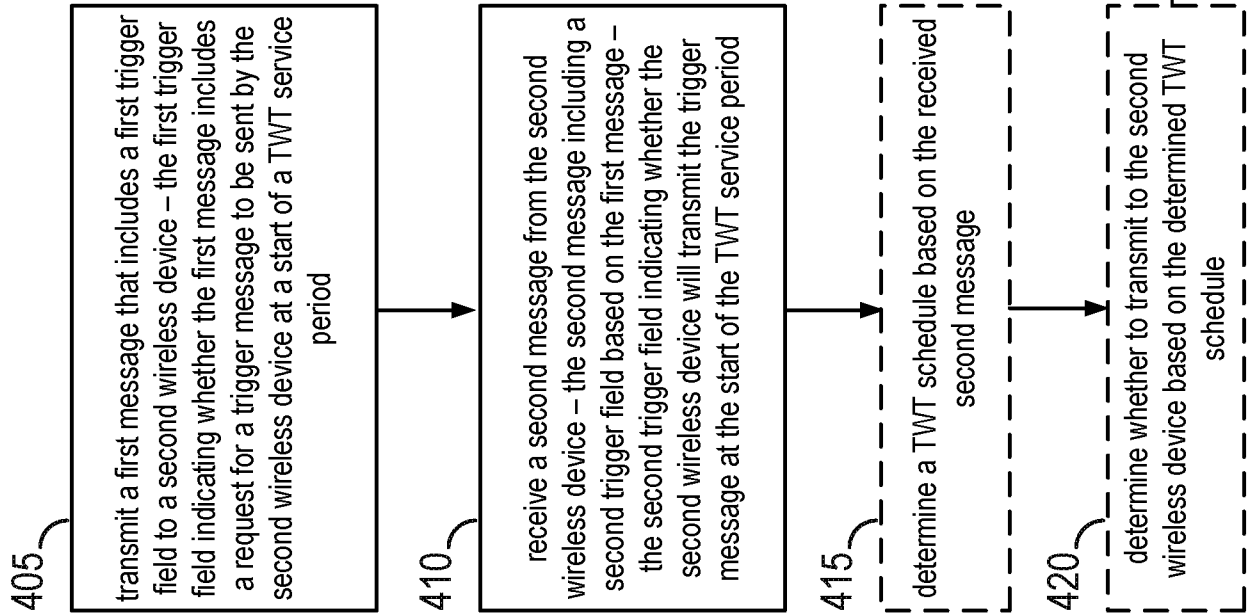 405
transmit a first message that includes a first trigger
field to a second wireless device – the first trigger
field indicating whether the first message includes
a request for a trigger message to be sent by the
second wireless device at a start of a TWT service
period
410
receive a second message from the second
wireless device – the second message including a
second trigger field based on the first message –
the second trigger field indicating whether the
second wireless device will transmit the trigger
message at the start of the TWT service period
415
determine a TWT schedule based on the received
second message
420
determine whether to transmit to the second
wireless device based on the determined TWT
schedule